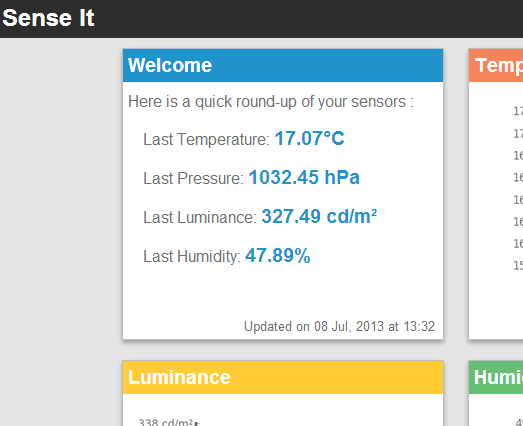 Sense It
Welcome
Here is a quick round-up of your sensors :
Last Temperature: 17.07°C
Last Pressure: 1032.45 hPa
Last Luminance: 327.49 cd/m²
Last Humidity: 47.89%
Updated on 08 Jul, 2013 at 13:32
Temp
17
17
16
16
16
16
16
15
Luminance
338 cd/m²
Humi